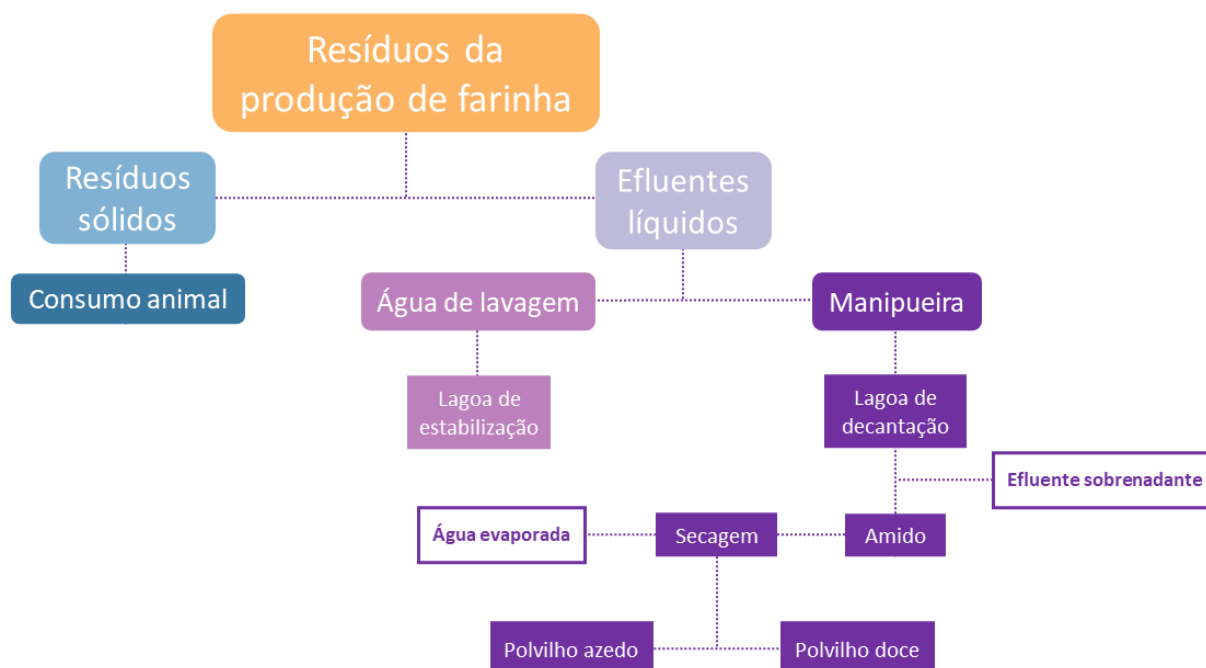 Resíduos da
produção de farinha
Resíduos
sólidos
Efluentes
líquidos
Consumo animal
Água de lavagem
Manipueira
Lagoa de
estabilização
Lagoa de
decantação
Efluente sobrenadante
Água evaporada
Secagem
Amido
Polvilho azedo
Polvilho doce